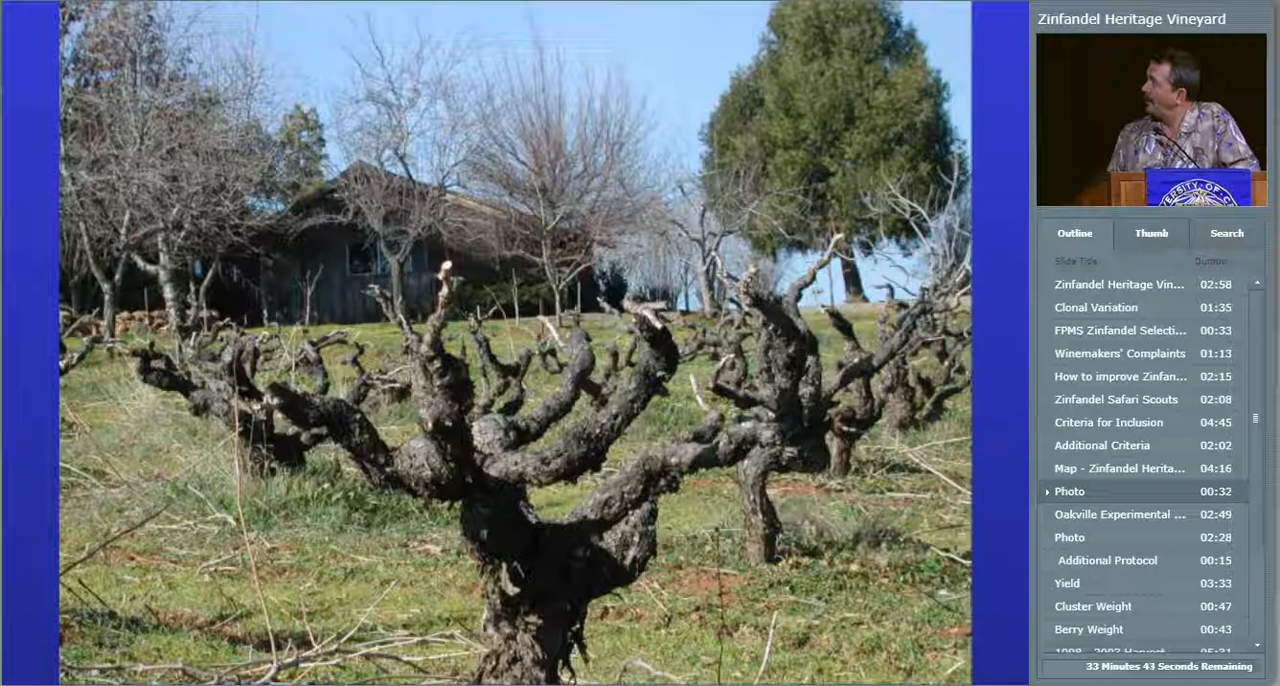 Zinfandel Heritage Vineyard
Outline Thumb Search
Slide Title Duration
Zinfandel Heritage Vin... 02:58
Clonal Variation 01:35
FPMS Zinfandel Selecti... 00:33
Winemakers' Complaints 01:13
How to improve Zinfan... 02:15
Zinfandel Safari Scouts 02:08
Criteria for Inclusion 04:45
Additional Criteria 02:02
Map - Zinfandel Herita... 04:16
Photo 00:32
Oakville Experimental ... 02:49
Photo 02:28
Additional Protocol 00:15
Yield 03:33
Cluster Weight 00:47
Berry Weight 00:43
33 Minutes 43 Seconds Remaining